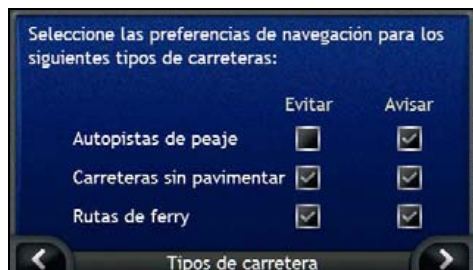 Seleccione las preferencias de navegación para los
siguientes tipos de carreteras:
Evitar Avisar
Autopistas de peaje
Carreteras sin pavimentar
Rutas de ferry
Tipos de carretera